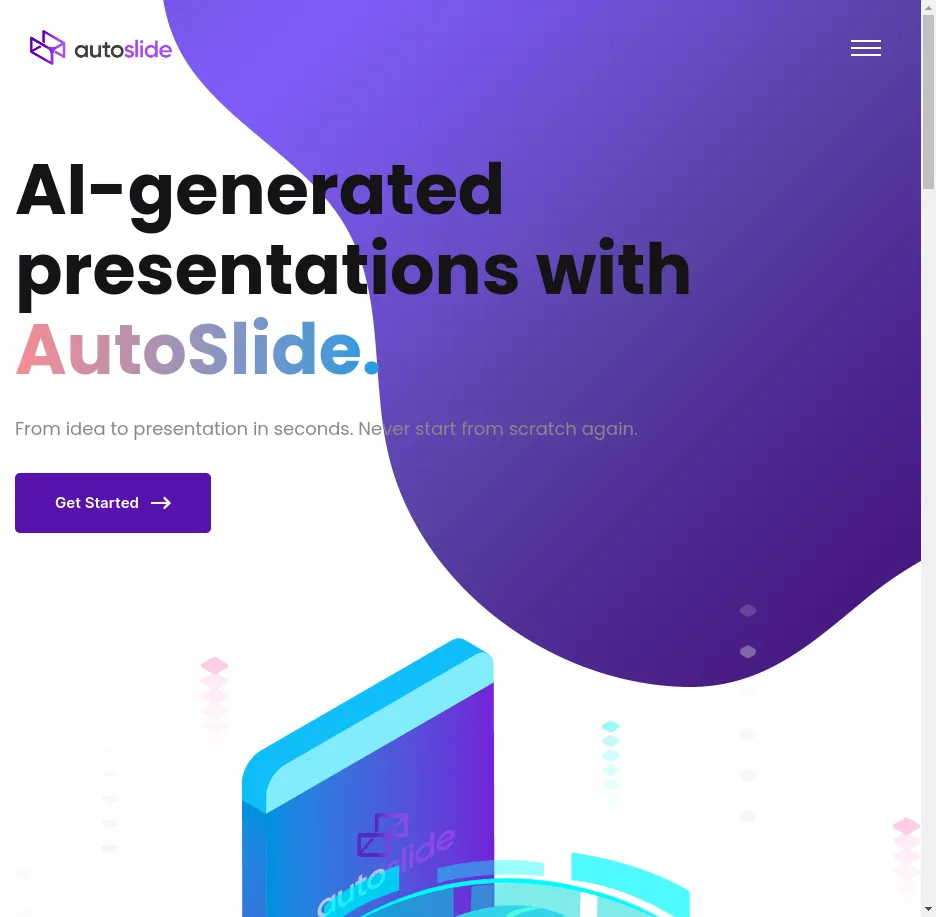 autoslide
AI-generated
presentations with
AutoSlide.
From idea to presentation in seconds. Never start from scratch again.
Get Started
autoslide